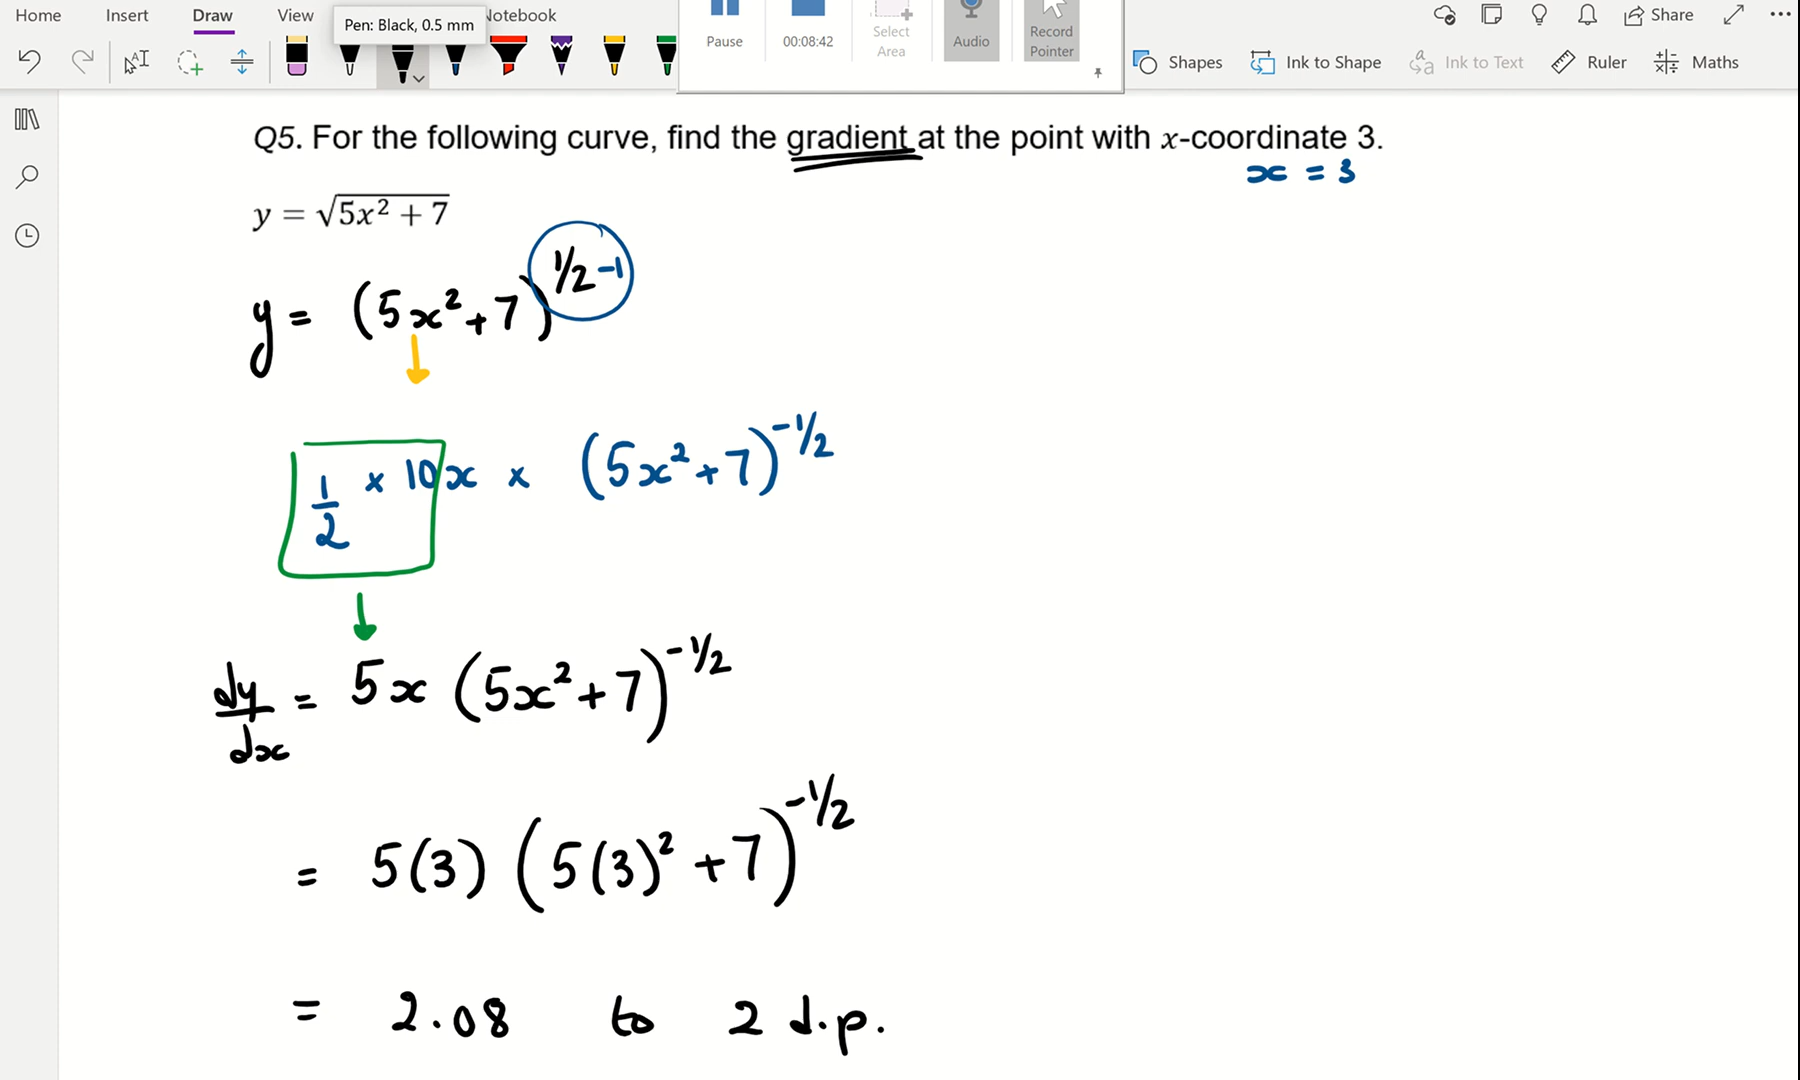 Home Insert Draw View Notebook
Pen: Black, 0.5 mm
Pause 00:08:42 Select Area Audio Record Pointer
Share
Shapes Ink to Shape Ink to Text Ruler Maths
Q5. For the following curve, find the gradient at the point with x-coordinate 3.
x = 3
y = √5x² + 7
y = (5x² + 7)^1/2 -1
1/2 × 10x × (5x² + 7)^-1/2
dy/dx = 5x (5x² + 7)^-1/2
= 5(3) (5(3)² + 7)^-1/2
= 2.08 to 2 d.p.